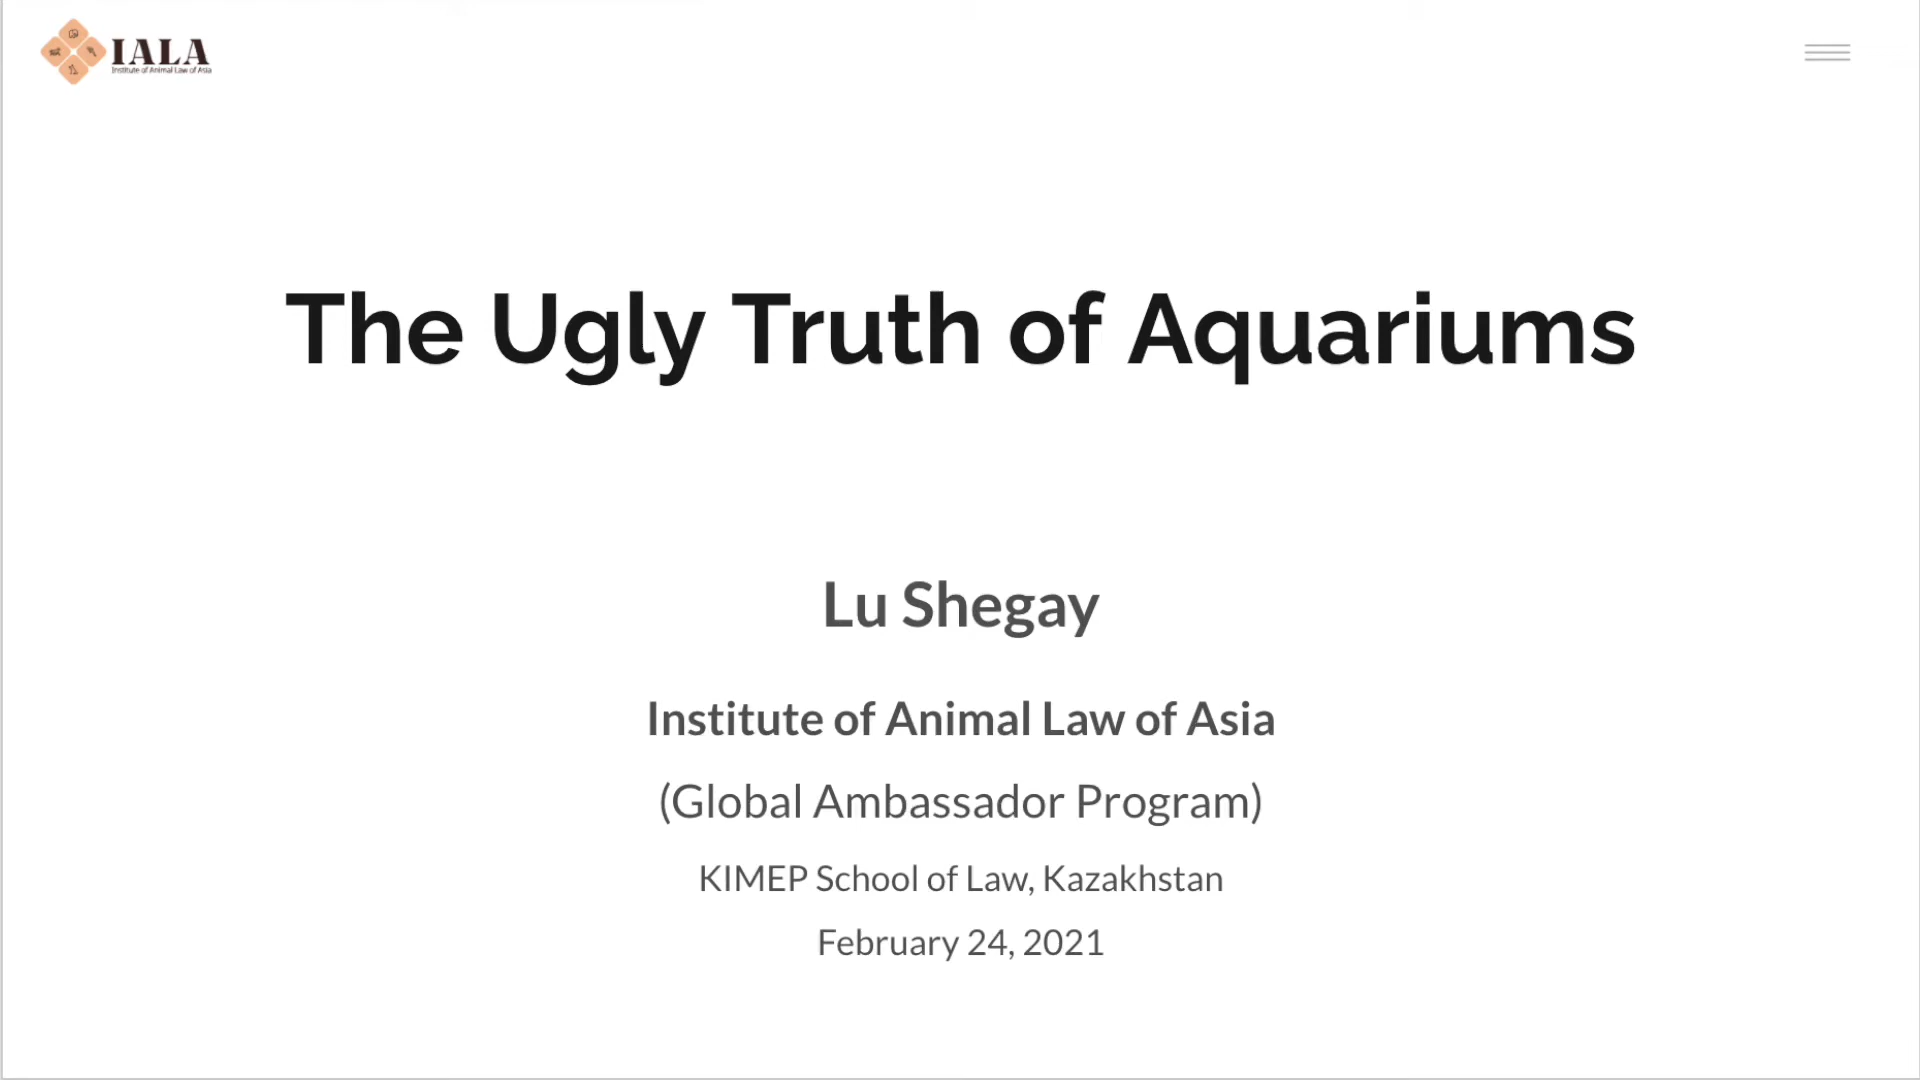 IALA
Institute of Animal Law of Asia
The Ugly Truth of Aquariums
Lu Shegay
Institute of Animal Law of Asia
(Global Ambassador Program)
KIMEP School of Law, Kazakhstan
February 24, 2021